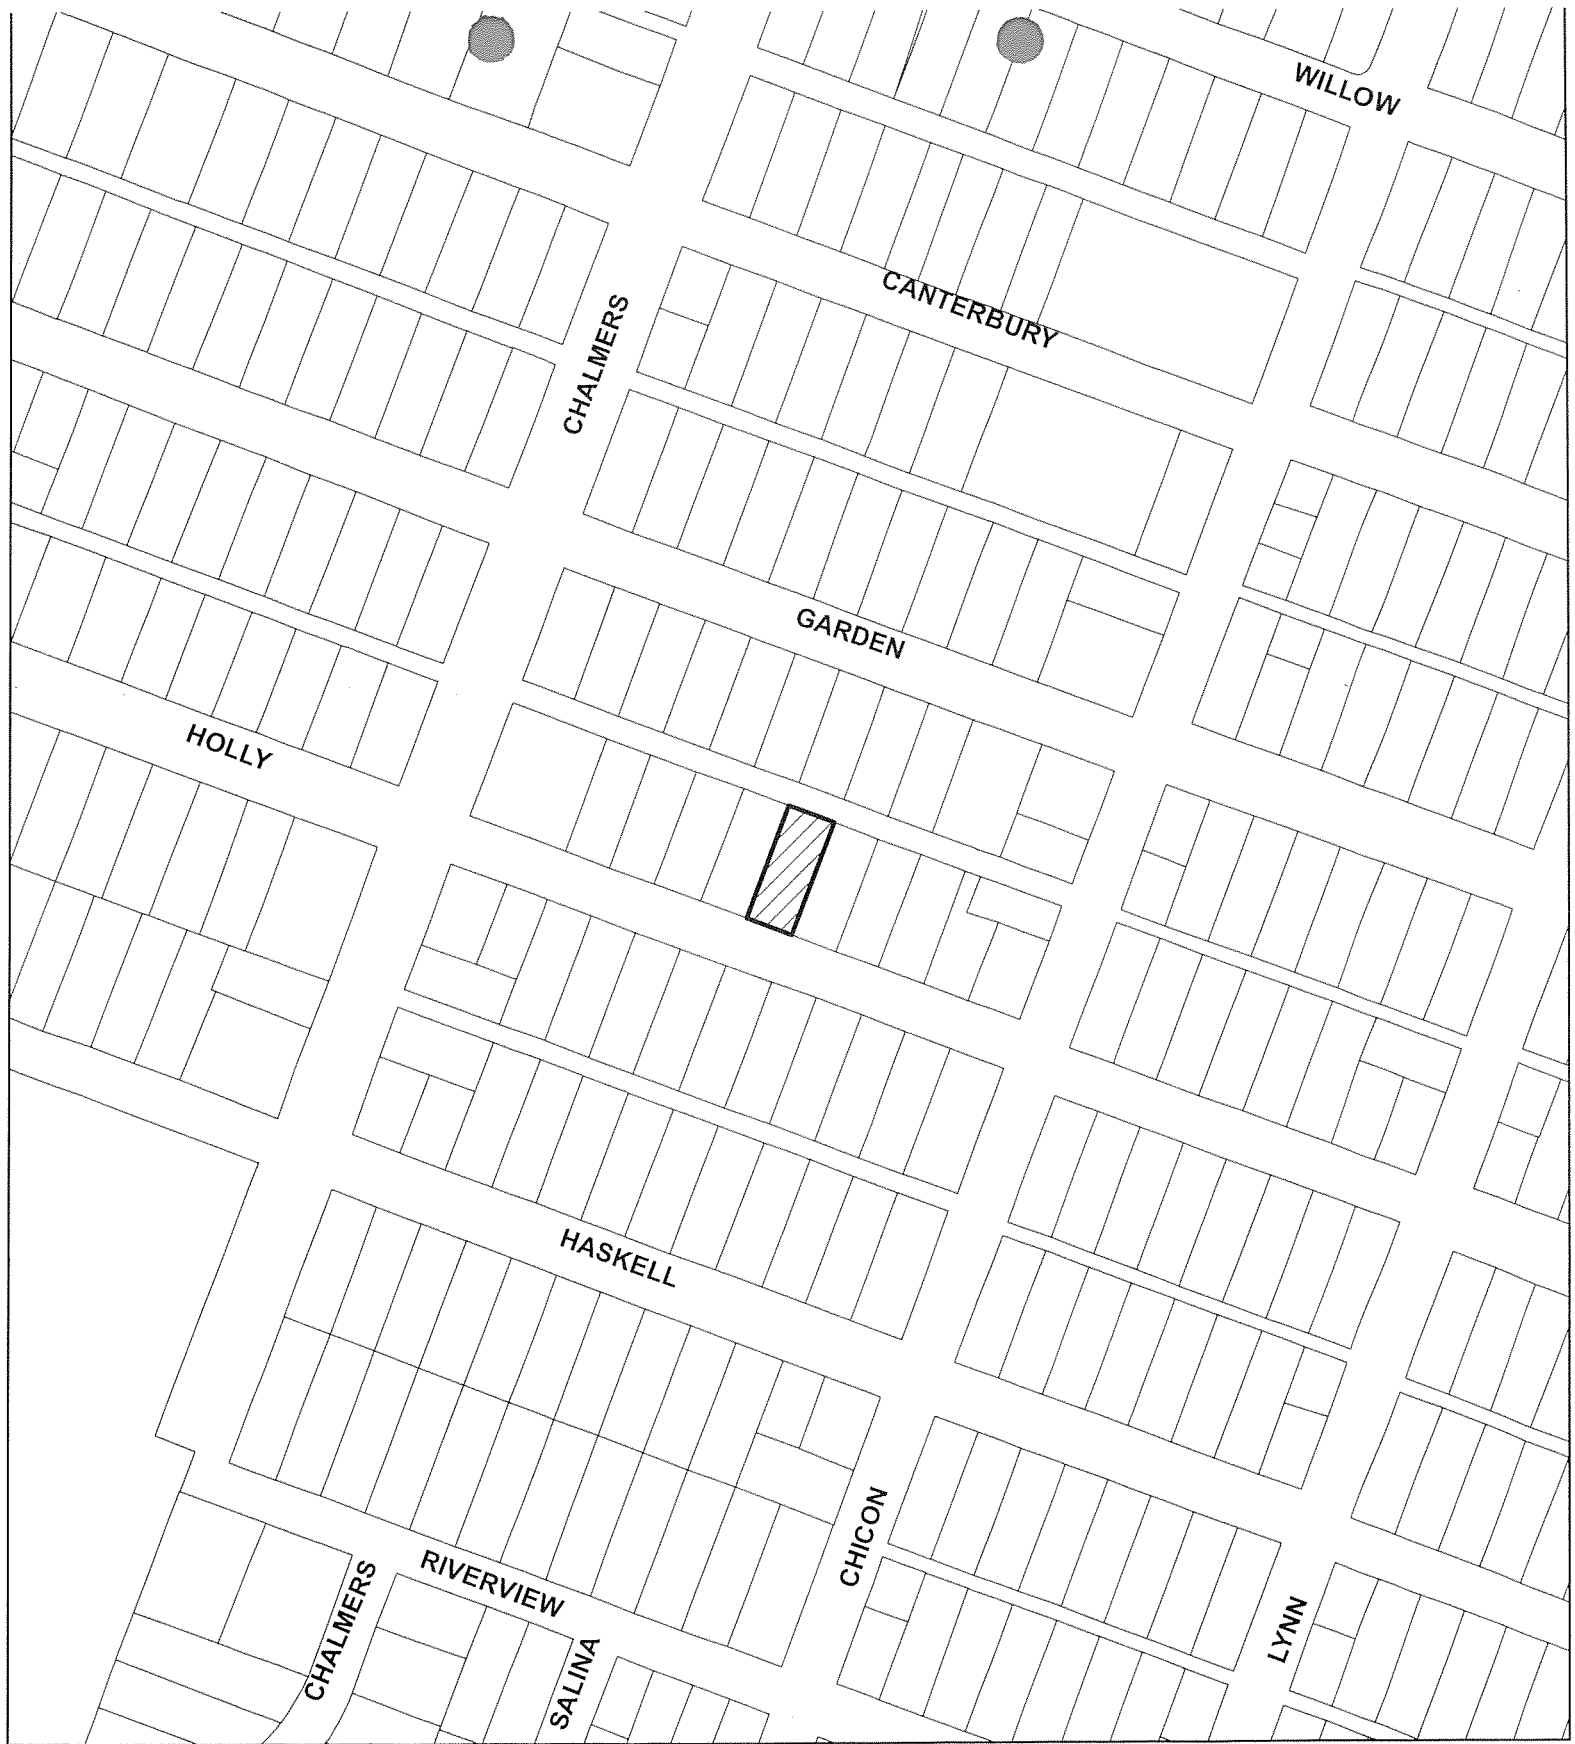 WILLOW
CANTERBURY
CHALMERS
GARDEN
HOLLY
HASKELL
CHICON
RIVERVIEW
CHALMERS
LYNN
SALINA